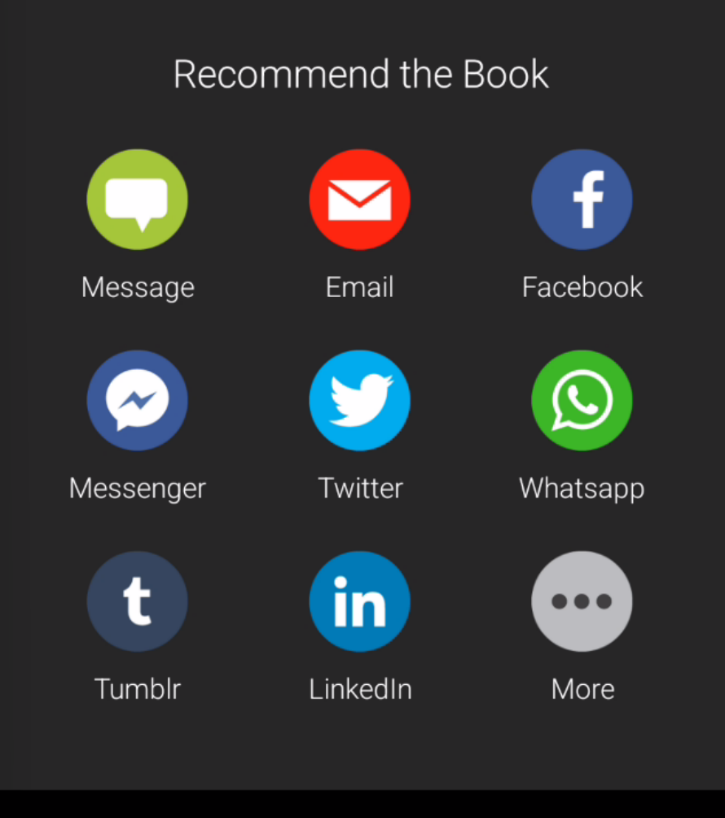 Recommend the Book
Message
Email
Facebook
Messenger
Twitter
Whatsapp
Tumblr
LinkedIn
More